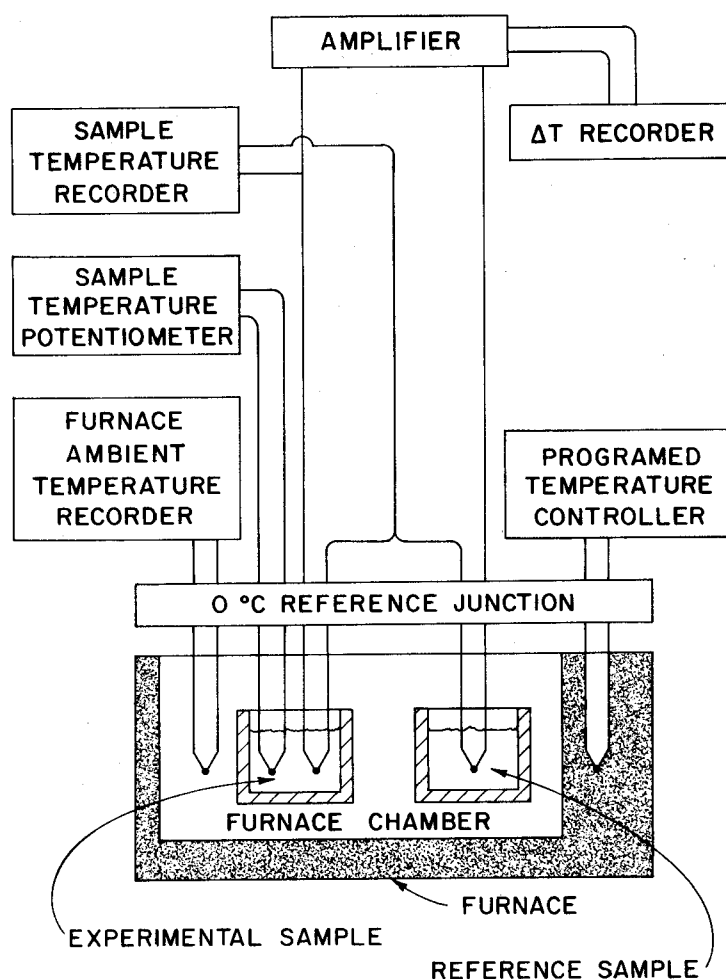 AMPLIFIER
ΔT RECORDER
SAMPLE
TEMPERATURE
RECORDER
SAMPLE
TEMPERATURE
POTENTIOMETER
FURNACE
AMBIENT
TEMPERATURE
RECORDER
PROGRAMED
TEMPERATURE
CONTROLLER
0 °C REFERENCE JUNCTION
FURNACE CHAMBER
FURNACE
EXPERIMENTAL SAMPLE
REFERENCE SAMPLE